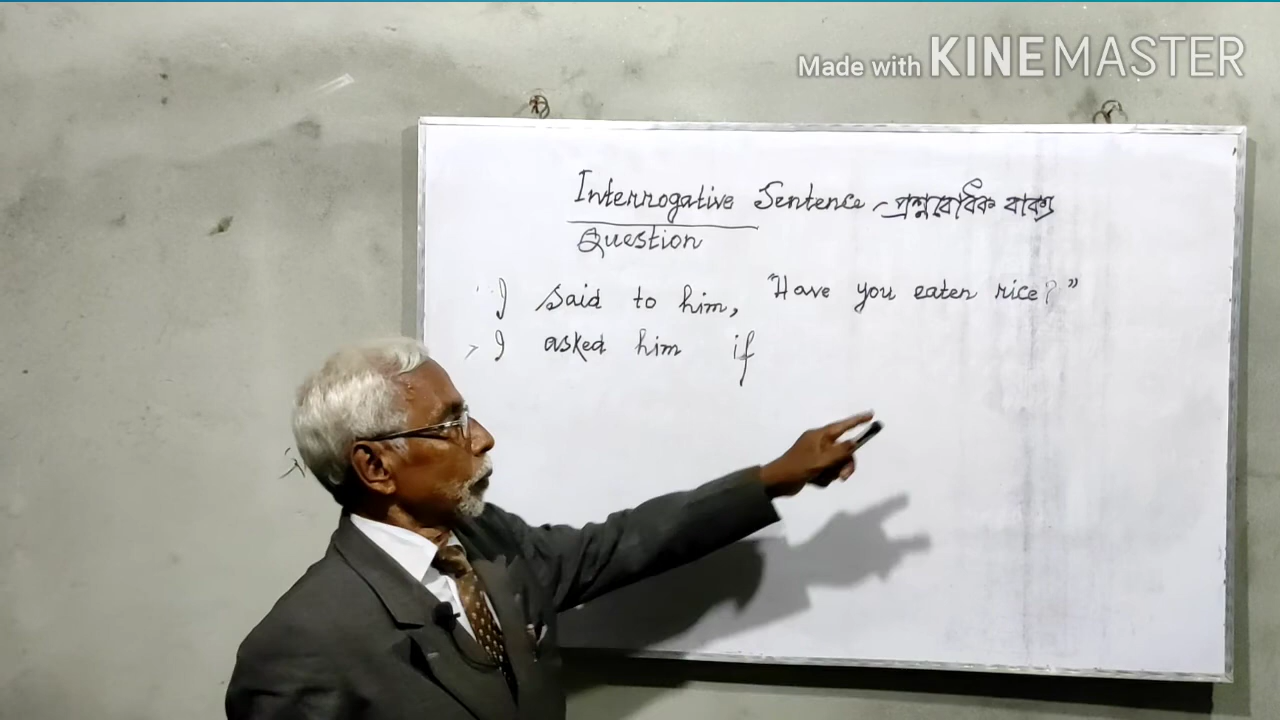 Made with KINEMASTER
Interrogative Sentence - প্রশ্নবোধক বাক্য
Question
I said to him, "Have you eaten rice?"
> I asked him if